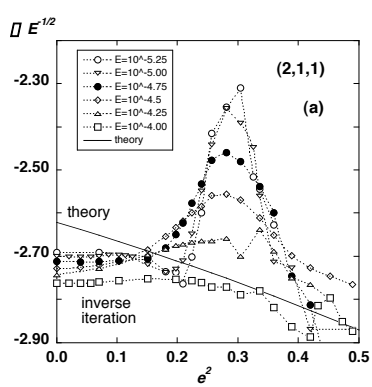 ▯ E^-1/2
-2.30
-2.50
-2.70
-2.90
E=10^-5.25
E=10^-5.00
E=10^-4.75
E=10^-4.5
E=10^-4.25
E=10^-4.00
theory
(2,1,1)
(a)
theory
inverse
iteration
0.0
0.1
0.2
0.3
0.4
0.5
e^2